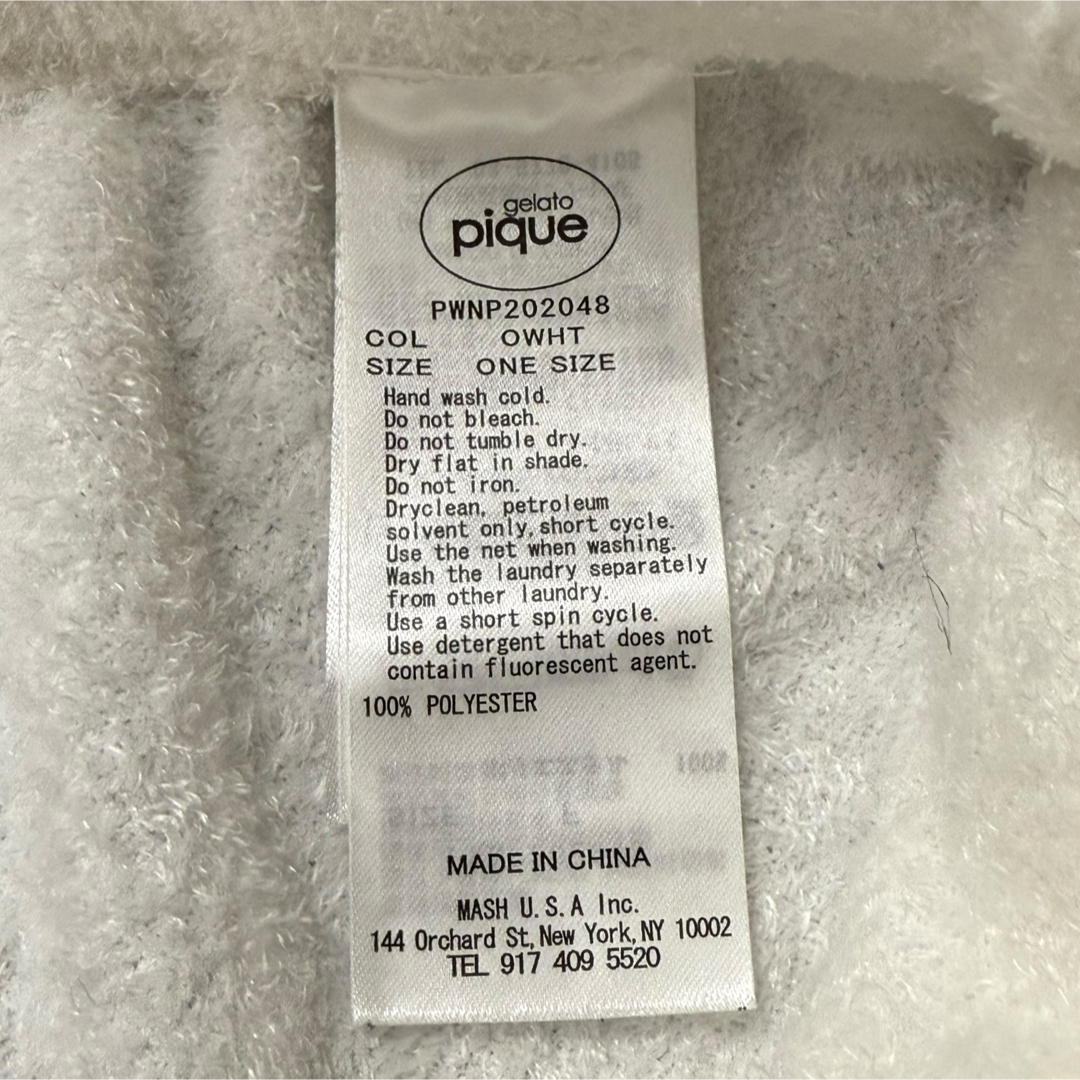 gelato
pique
PWNP202048
COL OWHT
SIZE ONE SIZE
Hand wash cold.
Do not bleach.
Do not tumble dry.
Dry flat in shade.
Do not iron.
Dryclean, petroleum
solvent only, short cycle.
Use the net when washing.
Wash the laundry separately
from other laundry.
Use a short spin cycle.
Use detergent that does not
contain fluorescent agent.
100% POLYESTER
MADE IN CHINA
MASH U.S.A Inc.
144 Orchard St, New York, NY 10002
TEL 917 409 5520